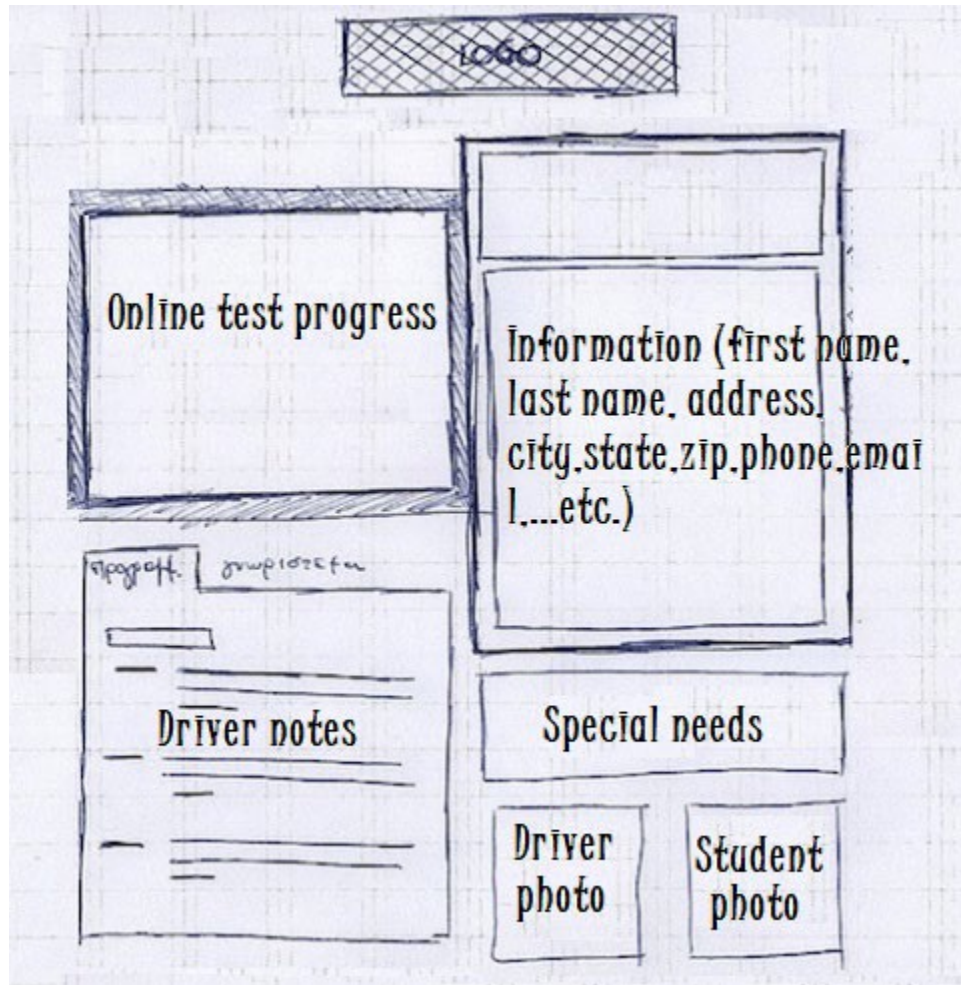 LOGO
Online test progress
Information (first name,
last name, address,
city,state,zip,phone,emai
l,....etc.)
Driver notes
Special needs
Driver
photo
Student
photo